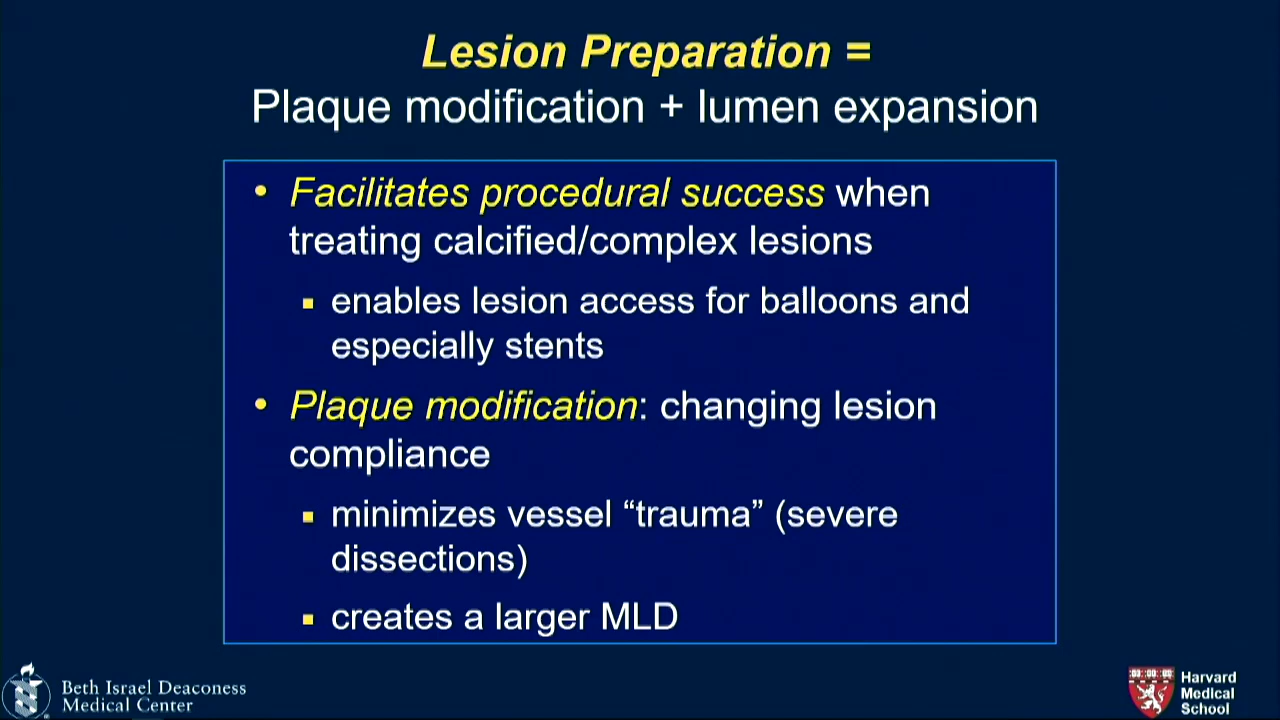 Lesion Preparation =
Plaque modification + lumen expansion
• Facilitates procedural success when
treating calcified/complex lesions
▪ enables lesion access for balloons and
especially stents
• Plaque modification: changing lesion
compliance
▪ minimizes vessel “trauma” (severe
dissections)
▪ creates a larger MLD
Beth Israel Deaconess
Medical Center
Harvard
Medical
School